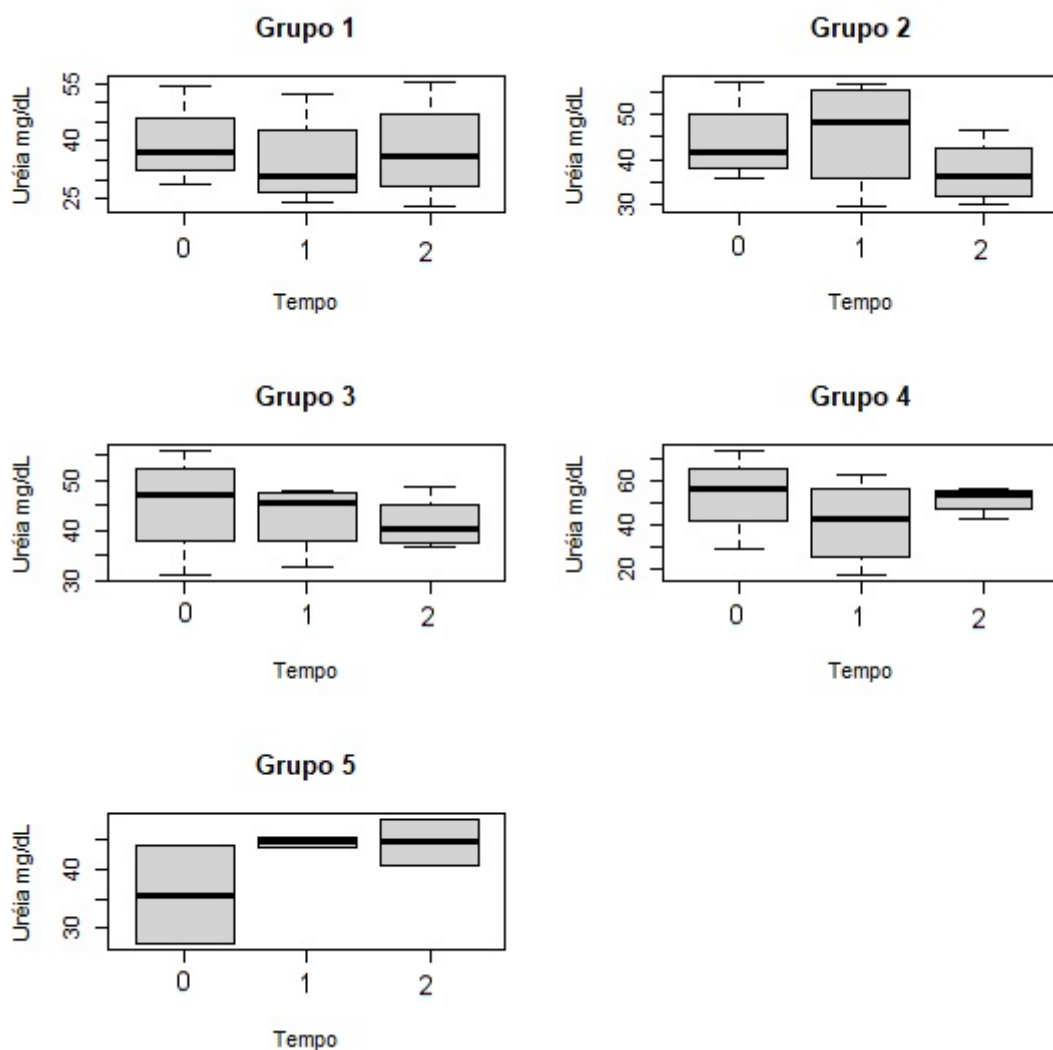 Grupo 1
Uréia mg/dL
55
40
25
0 1 2
Tempo
Grupo 2
Uréia mg/dL
50
40
30
0 1 2
Tempo
Grupo 3
Uréia mg/dL
50
40
30
0 1 2
Tempo
Grupo 4
Uréia mg/dL
60
40
20
0 1 2
Tempo
Grupo 5
Uréia mg/dL
40
30
0 1 2
Tempo